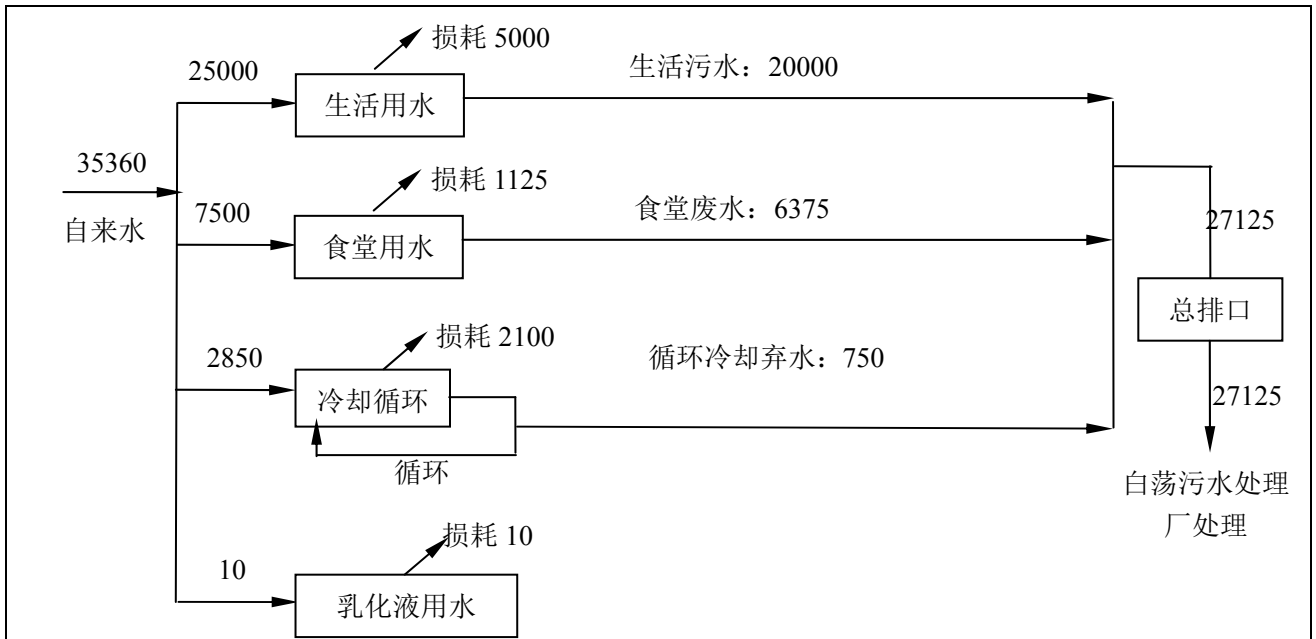 损耗 5000
25000
生活污水：20000
生活用水
35360
自来水
损耗 1125
7500
食堂废水：6375
食堂用水
27125
总排口
损耗 2100
2850
循环冷却弃水：750
冷却循环
循环
27125
白荡污水处理
厂处理
损耗 10
10
乳化液用水